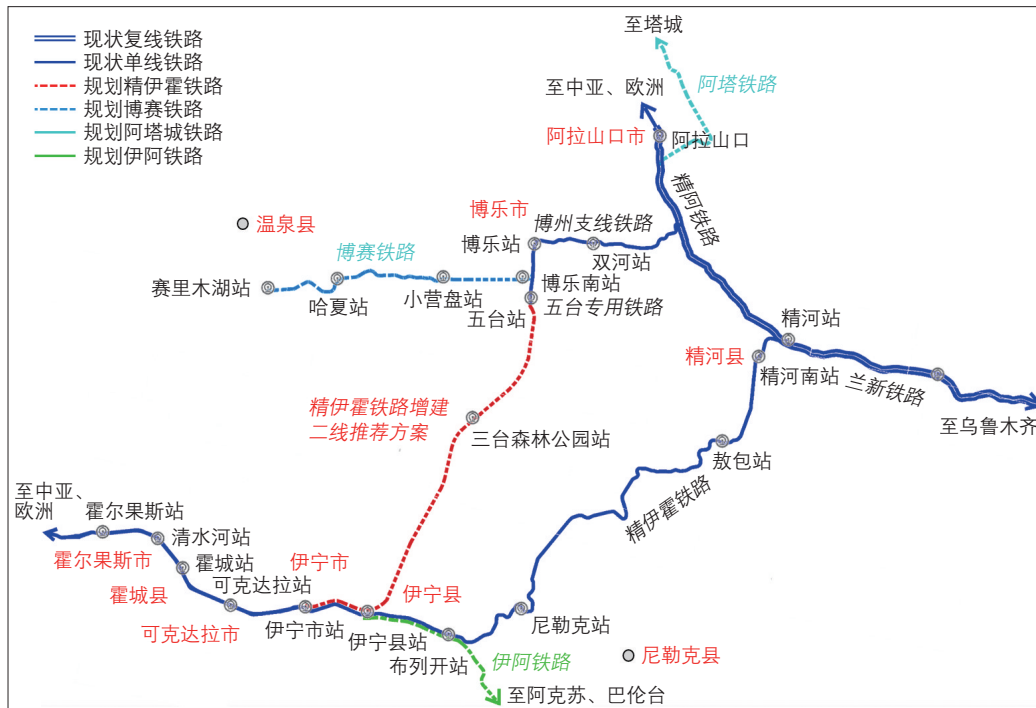 现状复线铁路
现状单线铁路
规划精伊霍铁路
规划博赛铁路
规划阿塔城铁路
规划伊阿铁路
至塔城
阿塔铁路
至中亚、欧洲
阿拉山口市
阿拉山口
精阿铁路
温泉县
博乐市
博州支线铁路
博乐站
双河站
博赛铁路
赛里木湖站
哈夏站
小营盘站
博乐南站
五台站
五台专用铁路
精河站
精河县
精河南站
兰新铁路
至乌鲁木齐
精伊霍铁路增建
二线推荐方案
三台森林公园站
敖包站
精伊霍铁路
至中亚、
欧洲
霍尔果斯站
清水河站
霍尔果斯市
霍城站
霍城县
可克达拉站
可克达拉市
伊宁市
伊宁市站
伊宁县
伊宁县站
布列开站
尼勒克站
尼勒克县
伊阿铁路
至阿克苏、巴伦台